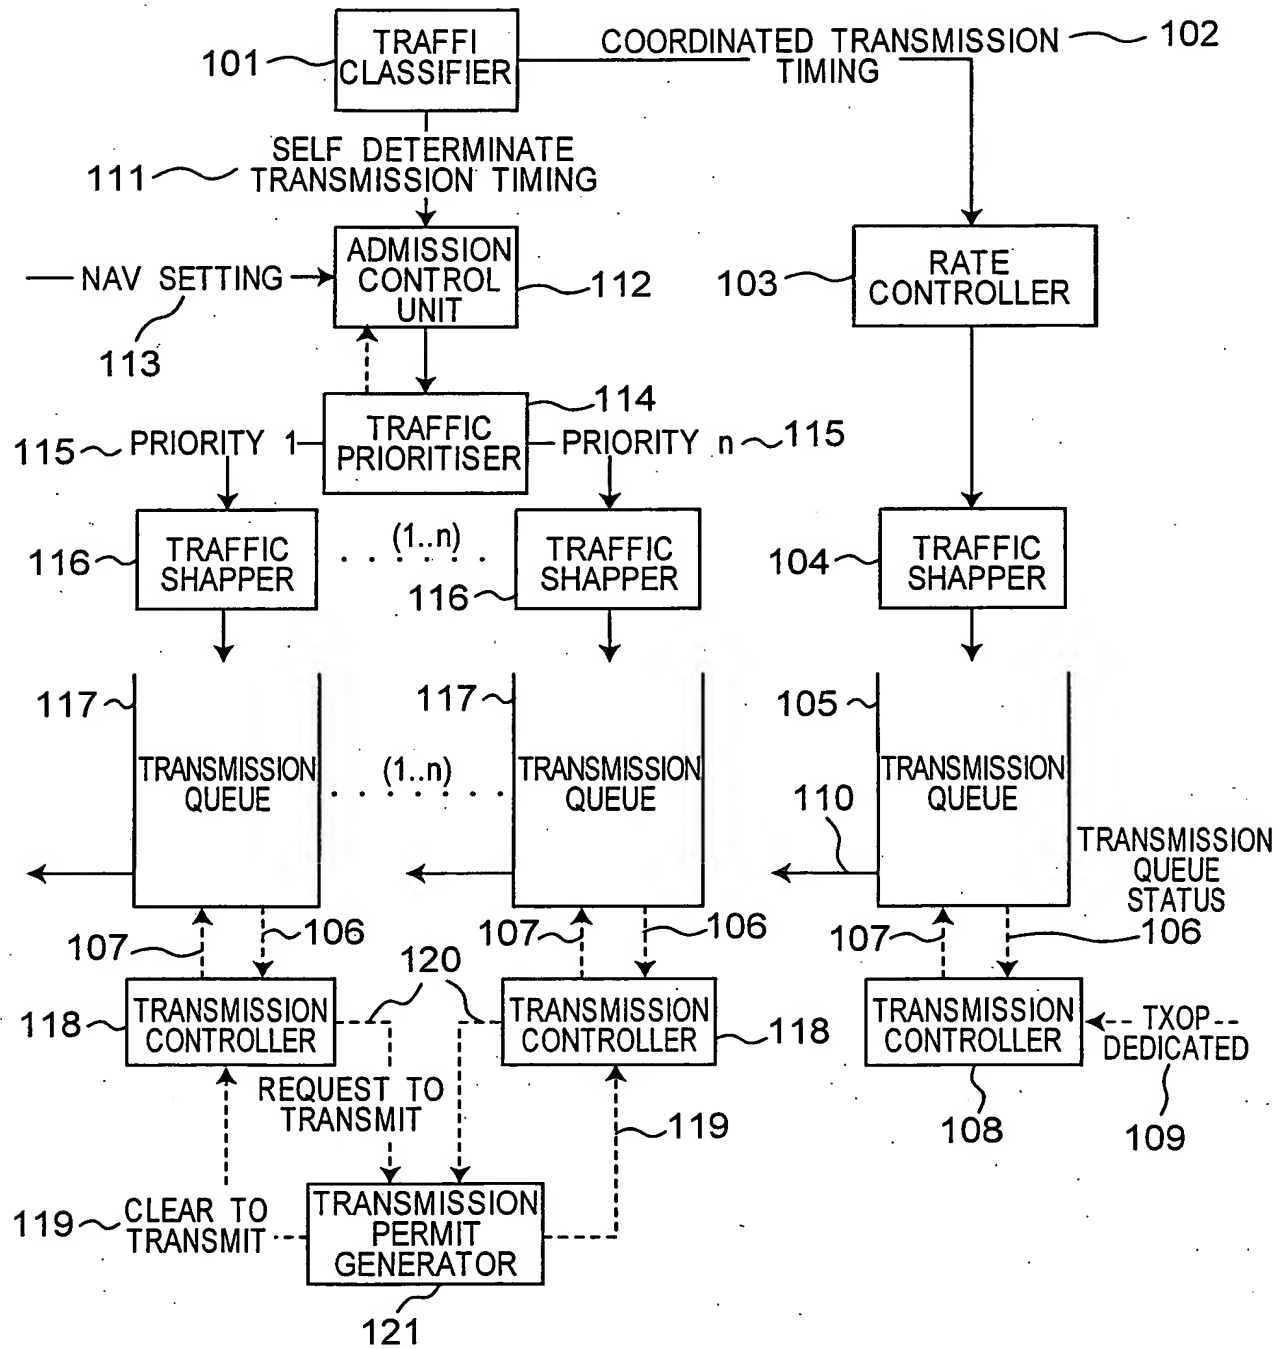 101
TRAFFI
CLASSIFIER
COORDINATED TRANSMISSION
TIMING
102
111
SELF DETERMINATE
TRANSMISSION TIMING
NAV SETTING
113
ADMISSION
CONTROL
UNIT
112
103
RATE
CONTROLLER
114
115
PRIORITY 1
TRAFFIC
PRIORITISER
PRIORITY n
115
116
TRAFFIC
SHAPPER
(1..n)
116
TRAFFIC
SHAPPER
104
TRAFFIC
SHAPPER
117
TRANSMISSION
QUEUE
(1..n)
117
TRANSMISSION
QUEUE
105
TRANSMISSION
QUEUE
110
TRANSMISSION
QUEUE
STATUS
107
106
107
106
107
106
120
118
TRANSMISSION
CONTROLLER
TRANSMISSION
CONTROLLER
118
TRANSMISSION
CONTROLLER
TXOP
DEDICATED
108
109
REQUEST TO
TRANSMIT
119
119
CLEAR TO
TRANSMIT
TRANSMISSION
PERMIT
GENERATOR
121